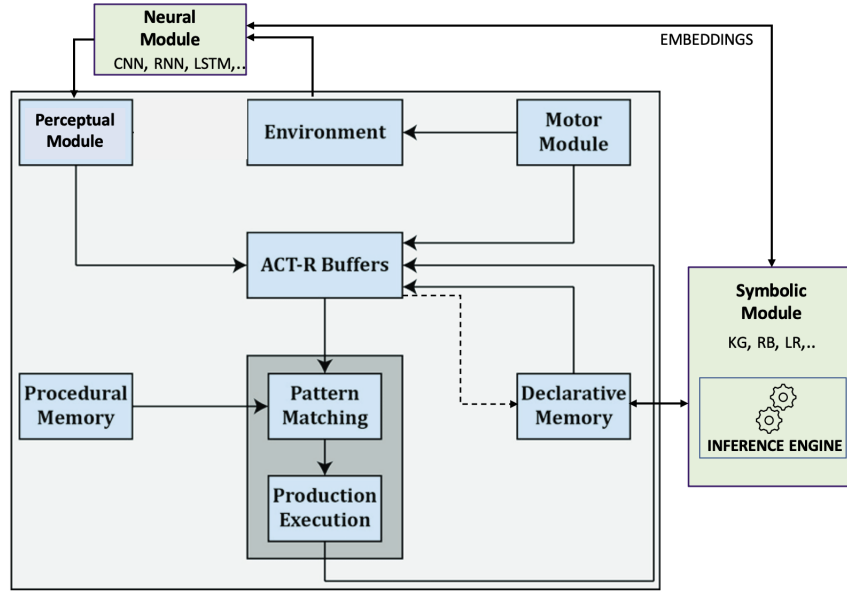 Neural
Module
CNN, RNN, LSTM,..
EMBEDDINGS
Perceptual
Module
Environment
Motor
Module
ACT-R Buffers
Symbolic
Module
KG, RB, LR,..
INFERENCE ENGINE
Procedural
Memory
Pattern
Matching
Declarative
Memory
Production
Execution